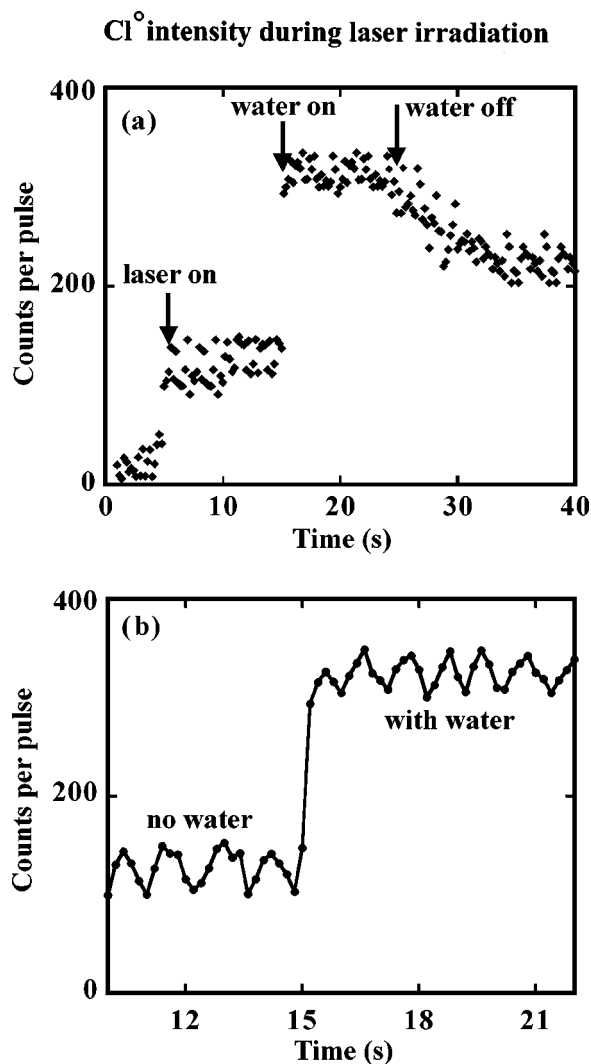 Cl° intensity during laser irradiation
400
(a)
water on
water off
Counts per pulse
200
laser on
0
0
10
20
30
40
Time (s)
400
(b)
with water
Counts per pulse
200
no water
0
12
15
18
21
Time (s)